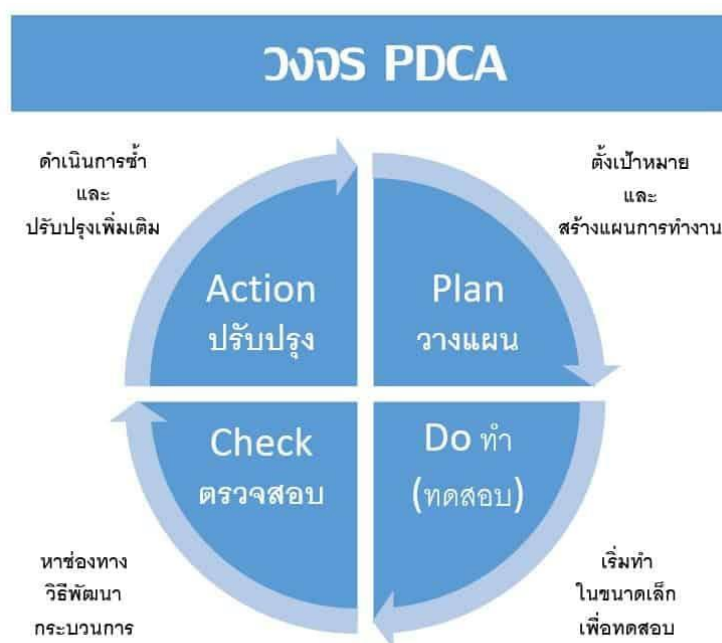 วงจร PDCA
ดำเนินการซ้ำ
และ
ปรับปรุงเพิ่มเติม
ตั้งเป้าหมาย
และ
สร้างแผนการทำงาน
Action
ปรับปรุง
Plan
วางแผน
Check
ตรวจสอบ
Do ทำ
(ทดสอบ)
หาช่องทาง
วิธีพัฒนา
กระบวนการ
เริ่มทำ
ในขนาดเล็ก
เพื่อทดสอบ